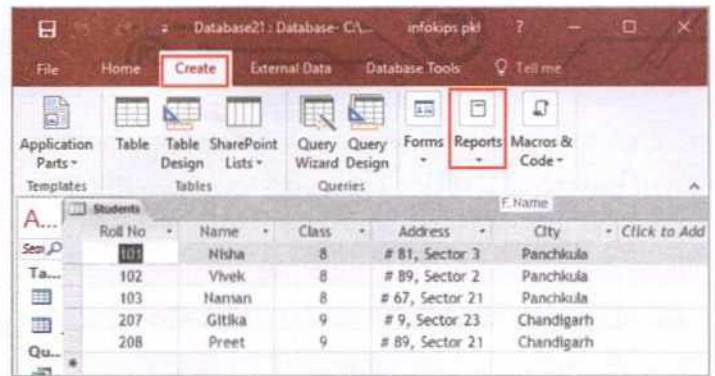 Database21 : Database- C:\... infokips pkl ? 
File Home Create External Data Database Tools Tell me
Application Parts Table Table Design SharePoint Lists Query Wizard Query Design Forms Reports Macros & Code
Templates Tables Queries
F_Name
A... Students
Roll No Name Class Address City Click to Add
101 Nisha 8 # 81, Sector 3 Panchkula
Ta... 102 Vivek 8 # 89, Sector 2 Panchkula
103 Naman 8 # 67, Sector 21 Panchkula
207 Gitika 9 # 9, Sector 23 Chandigarh
Qu... 208 Preet 9 # 89, Sector 21 Chandigarh